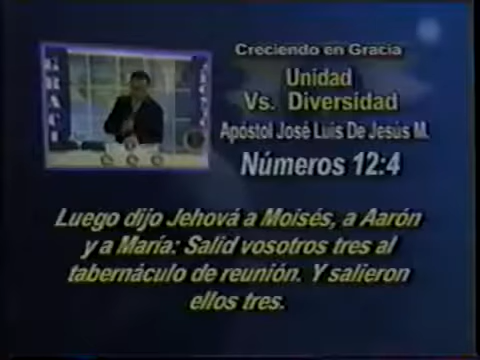 Creciendo en Gracia
Unidad
Vs. Diversidad
Apóstol José Luis De Jesús M.
Números 12:4
Luego dijo Jehová a Moisés, a Aarón
y a María: Salid vosotros tres al
tabernáculo de reunión. Y salieron
ellos tres.